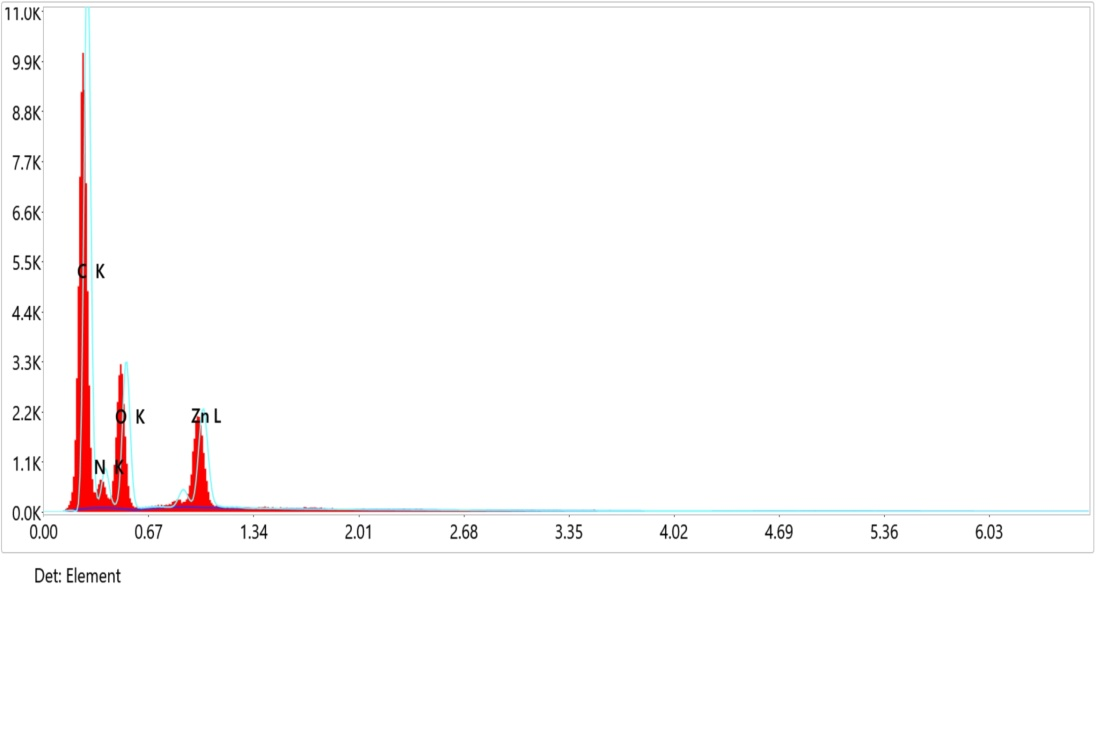 11.0K
9.9K
8.8K
7.7K
6.6K
5.5K
C K
4.4K
3.3K
2.2K
O K
Zn L
1.1K
N K
0.0K
0.00 0.67 1.34 2.01 2.68 3.35 4.02 4.69 5.36 6.03
Det: Element